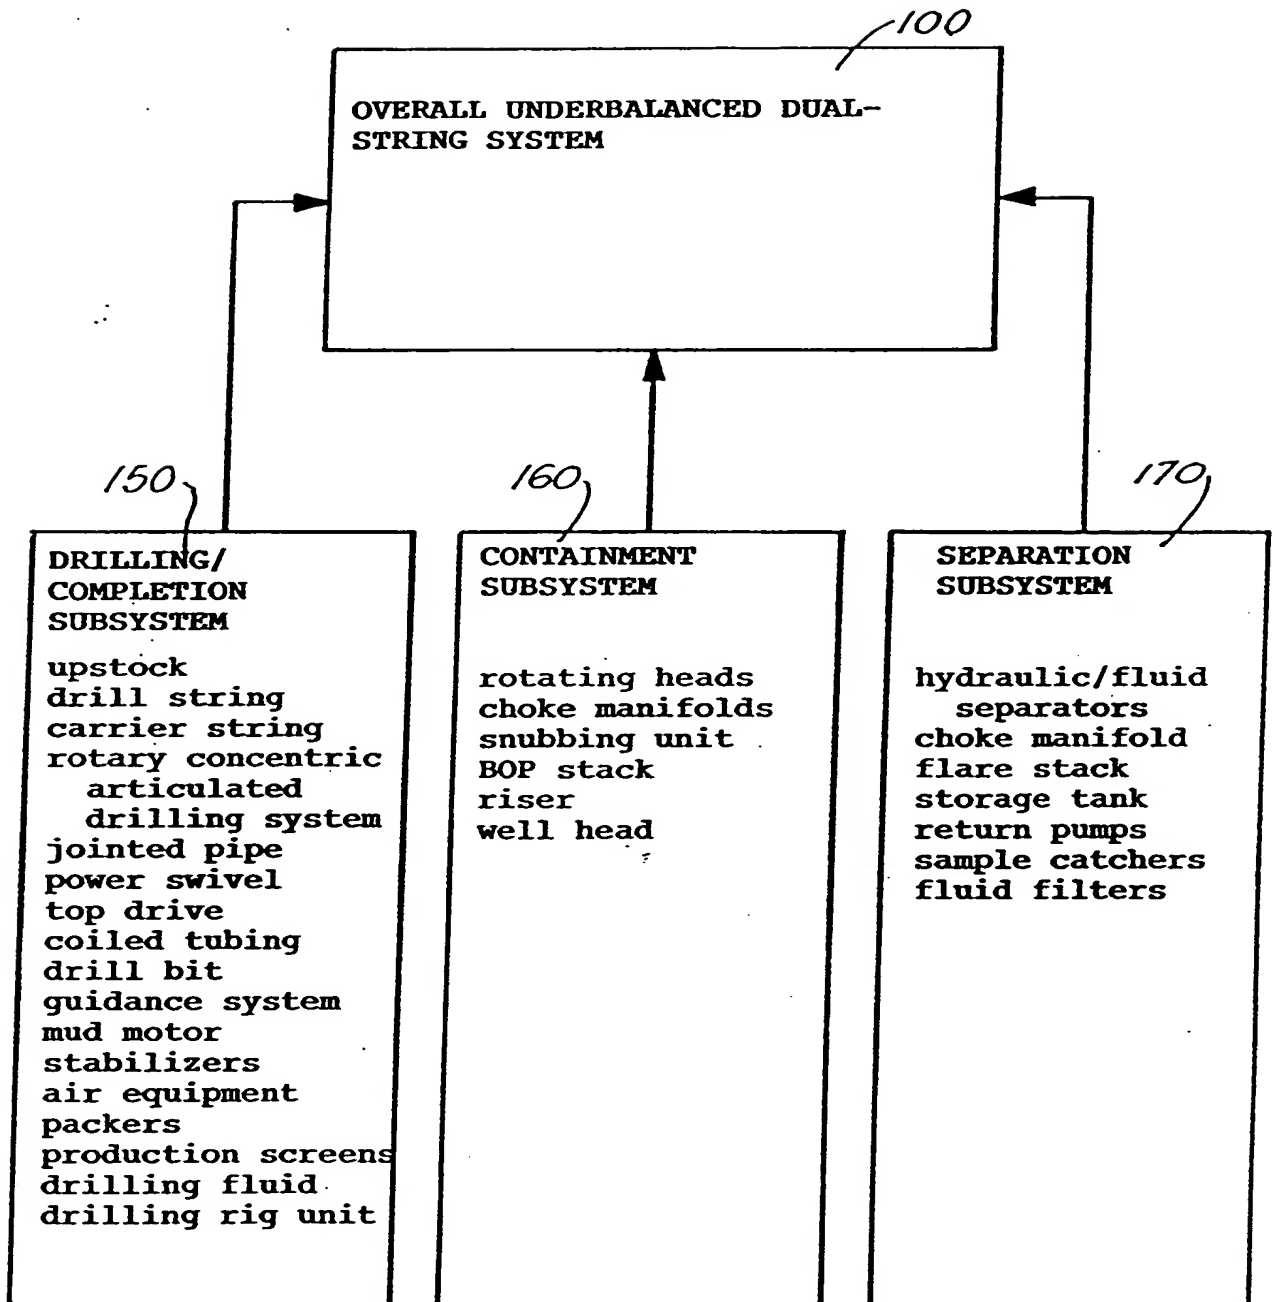 100
OVERALL UNDERBALANCED DUAL-
STRING SYSTEM
150
160
170
DRILLING/
COMPLETION
SUBSYSTEM
upstock
drill string
carrier string
rotary concentric
articulated
drilling system
jointed pipe
power swivel
top drive
coiled tubing
drill bit
guidance system
mud motor
stabilizers
air equipment
packers
production screens
drilling fluid
drilling rig unit
CONTAINMENT
SUBSYSTEM
rotating heads
choke manifolds
snubbing unit
BOP stack
riser
well head
SEPARATION
SUBSYSTEM
hydraulic/fluid
separators
choke manifold
flare stack
storage tank
return pumps
sample catchers
fluid filters